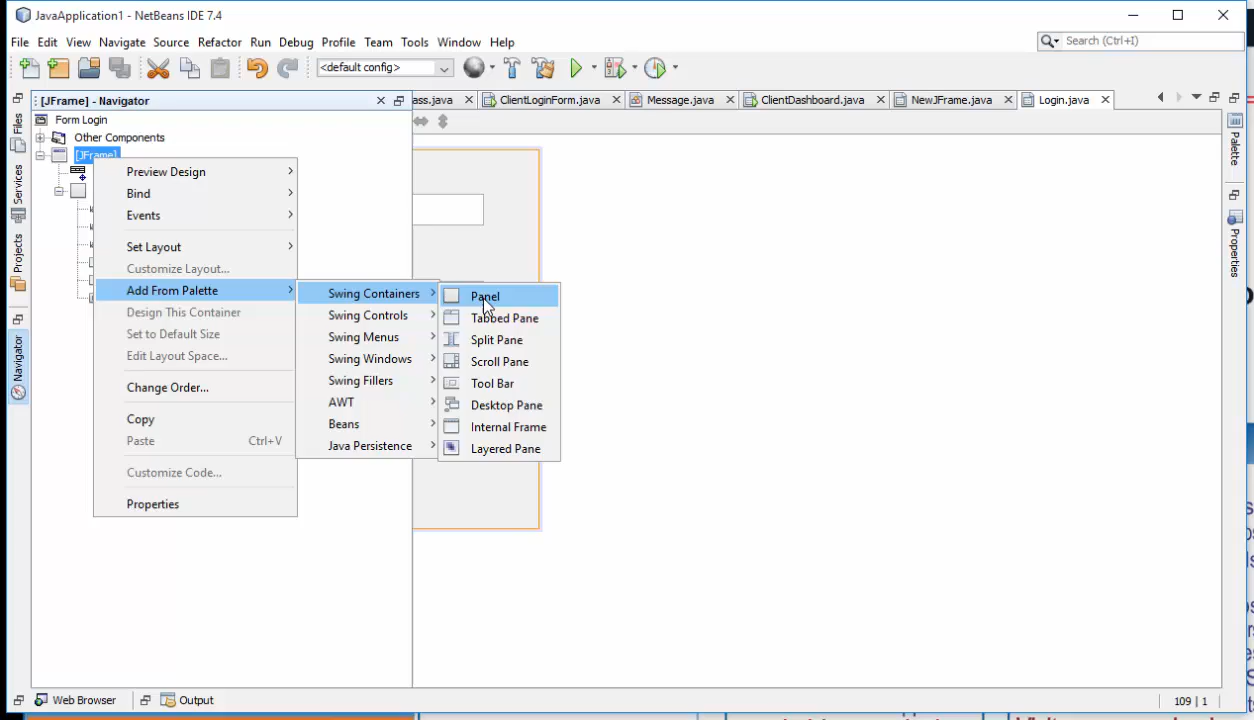 JavaApplication1 - NetBeans IDE 7.4
File Edit View Navigate Source Refactor Run Debug Profile Team Tools Window Help
Search (Ctrl+I)
<default config>
[JFrame] - Navigator
ass.java
ClientLoginForm.java
Message.java
ClientDashboard.java
NewJFrame.java
Login.java
Form Login
Other Components
[JFrame]
Preview Design
Bind
Events
Set Layout
Customize Layout...
Add From Palette
Design This Container
Set to Default Size
Edit Layout Space...
Change Order...
Copy
Paste Ctrl+V
Customize Code...
Properties
Swing Containers
Swing Controls
Swing Menus
Swing Windows
Swing Fillers
AWT
Beans
Java Persistence
Panel
Tabbed Pane
Split Pane
Scroll Pane
Tool Bar
Desktop Pane
Internal Frame
Layered Pane
Files
Services
Projects
Navigator
Palette
Properties
Web Browser
Output
109 | 1